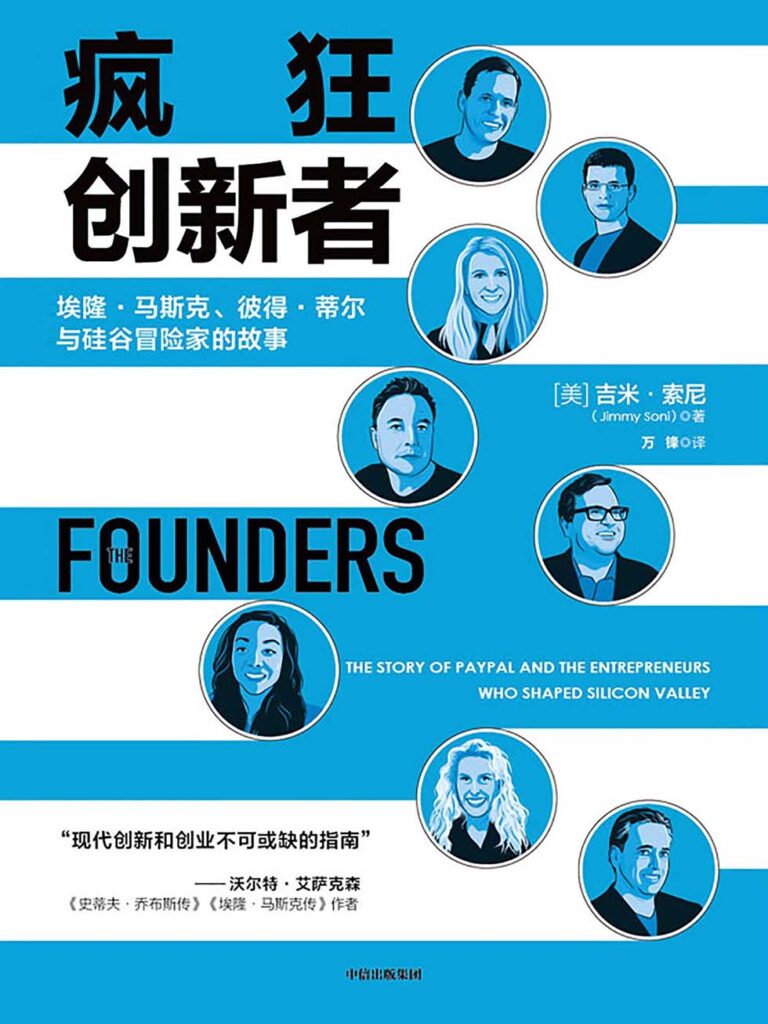 疯狂
创新者
埃隆·马斯克、彼得·蒂尔
与硅谷冒险家的故事
[美]吉米·索尼
(Jimmy Soni)◎著
万 锋◎译
THE FOUNDERS
THE STORY OF PAYPAL AND THE ENTREPRENEURS
WHO SHAPED SILICON VALLEY
“现代创新和创业不可或缺的指南”
——沃尔特·艾萨克森
《史蒂夫·乔布斯传》《埃隆·马斯克传》作者
中信出版集团